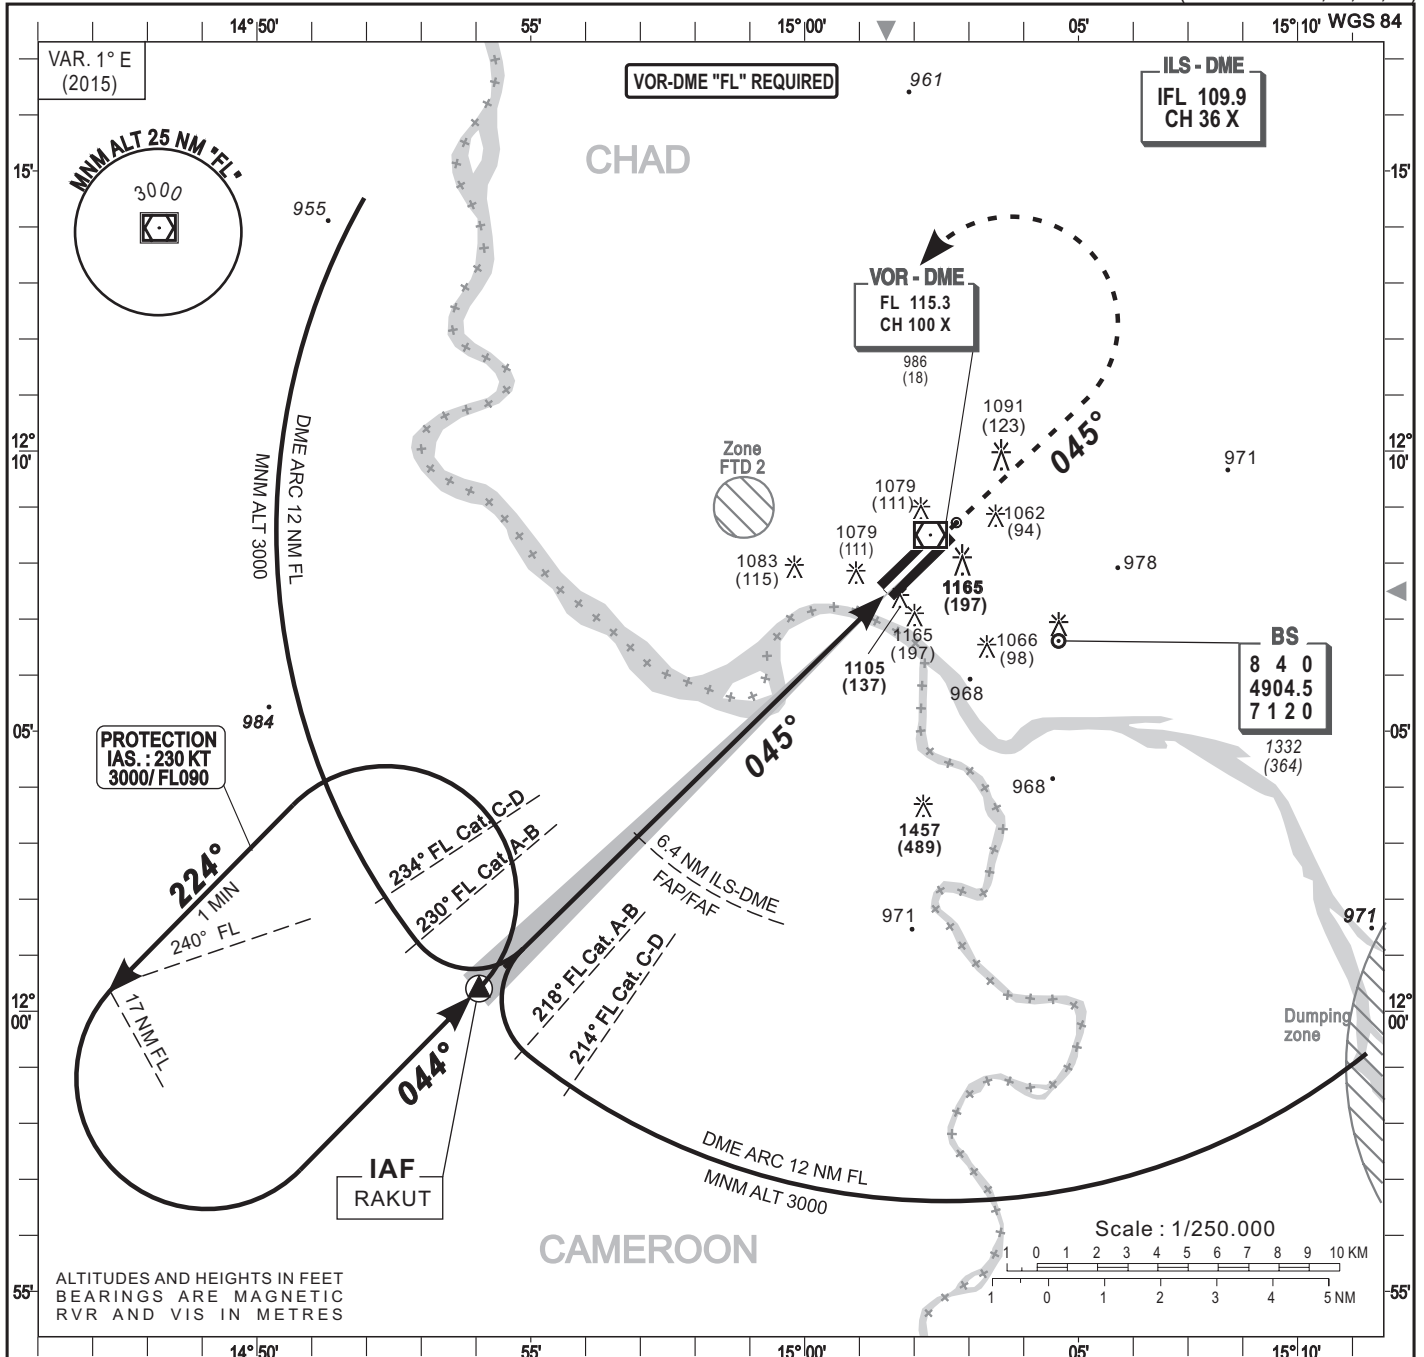 14°50'
55'
15°00'
05'
15°10'
WGS 84
VAR. 1° E
(2015)
VOR-DME "FL" REQUIRED
961
ILS - DME
IFL 109.9
CH 36 X
CHAD
MNM ALT 25 NM "FL"
3000
15'
15'
955
VOR - DME
FL 115.3
CH 100 X
986
(18)
1091
(123)
045°
DME ARC 12 NM FL
MNM ALT 3000
12°
10'
12°
10'
Zone
FTD 2
971
1079
(111)
1062
(94)
1079
(111)
1083
(115)
978
1165
(197)
1165
(197)
1066
(98)
1105
(137)
968
BS
8 4 0
4904.5
7 1 2 0
1332
(364)
984
05'
05'
PROTECTION
IAS. : 230 KT
3000/ FL090
045°
968
1457
(489)
234° FL Cat. C-D
230° FL Cat. A-B
6.4 NM ILS-DME
FAP/FAF
224°
1 MIN
240° FL
218° FL Cat. A-B
214° FL Cat. C-D
971
971
17 NM FL
12°
00'
12°
00'
Dumping
zone
044°
IAF
RAKUT
DME ARC 12 NM FL
MNM ALT 3000
CAMEROON
Scale : 1/250.000
1 0 1 2 3 4 5 6 7 8 9 10 KM
1 0 1 2 3 4 5 NM
ALTITUDES AND HEIGHTS IN FEET
BEARINGS ARE MAGNETIC
RVR AND VIS IN METRES
55'
55'
14°50'
55'
15°00'
05'
15°10'